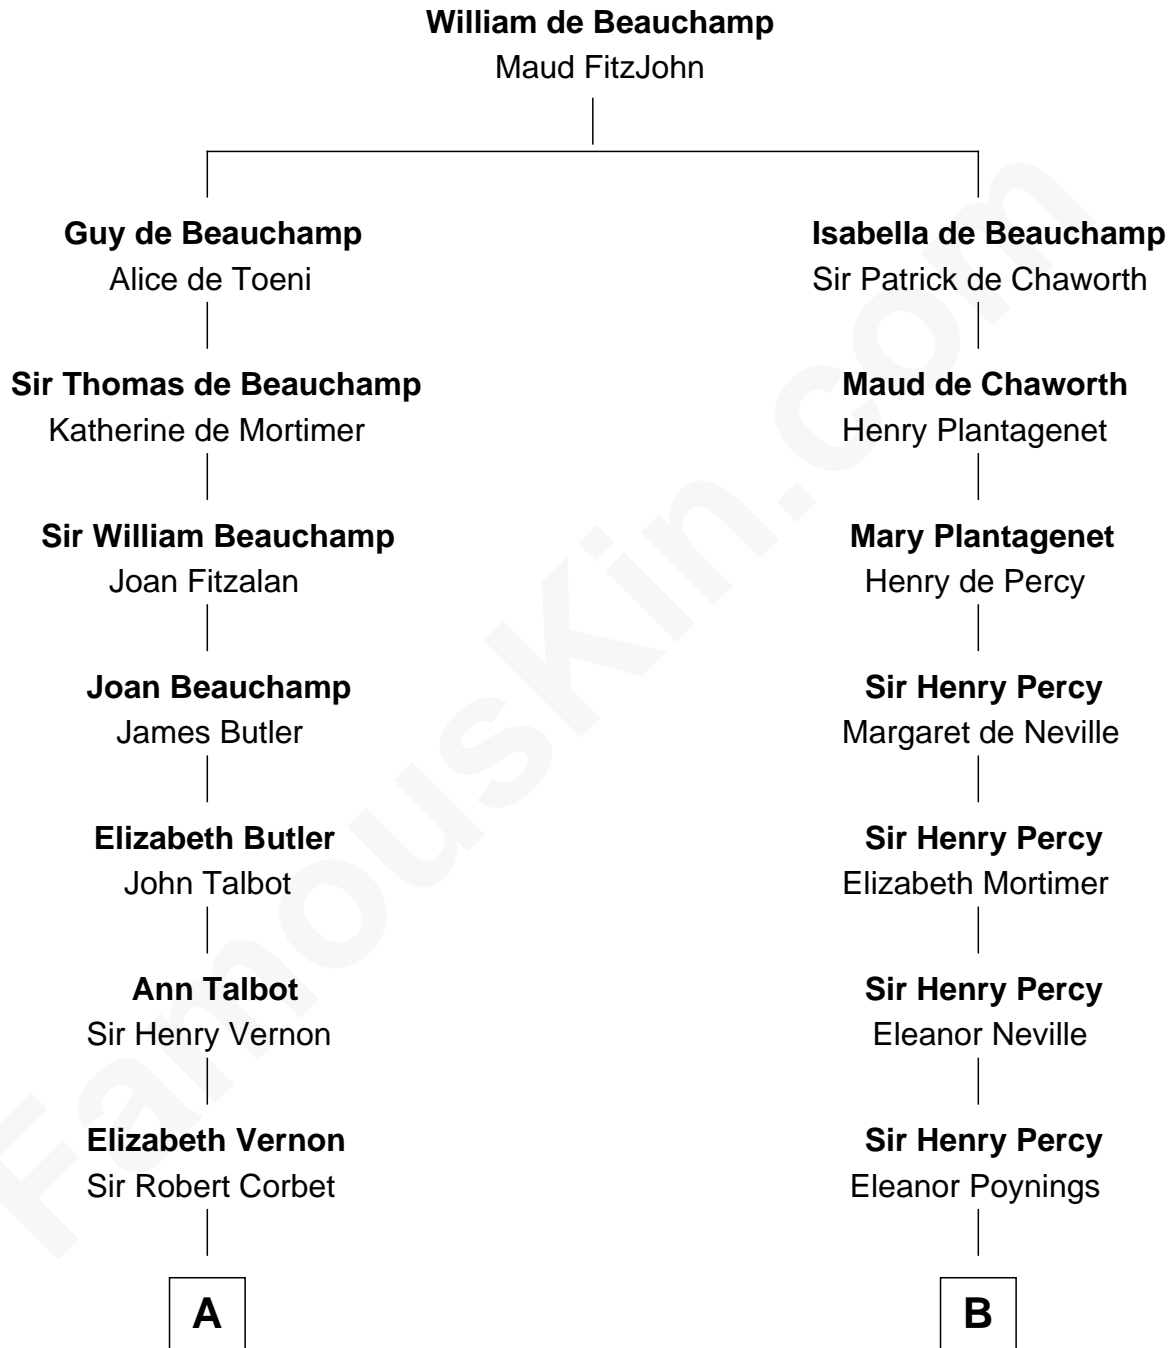 William de Beauchamp
Maud FitzJohn
Guy de Beauchamp
Alice de Toeni
Isabella de Beauchamp
Sir Patrick de Chaworth
Sir Thomas de Beauchamp
Katherine de Mortimer
Maud de Chaworth
Henry Plantagenet
Sir William Beauchamp
Joan Fitzalan
Mary Plantagenet
Henry de Percy
Joan Beauchamp
James Butler
Sir Henry Percy
Margaret de Neville
Elizabeth Butler
John Talbot
Sir Henry Percy
Elizabeth Mortimer
Ann Talbot
Sir Henry Vernon
Sir Henry Percy
Eleanor Neville
Elizabeth Vernon
Sir Robert Corbet
Sir Henry Percy
Eleanor Poynings
A
B
FamousKin.com